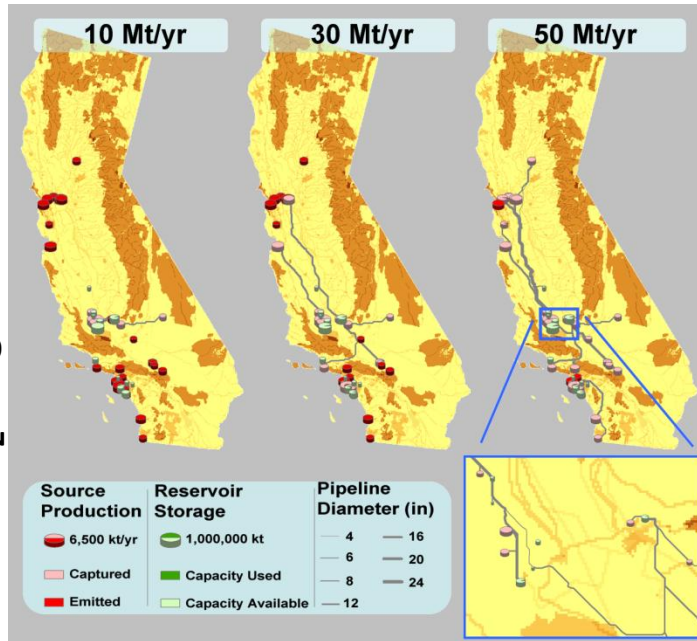 10 Mt/yr 30 Mt/yr 50 Mt/yr
Source Production
6,500 kt/yr
Captured
Emitted
Reservoir Storage
1,000,000 kt
Capacity Used
Capacity Available
Pipeline Diameter (in)
4
6
8
12
16
20
24